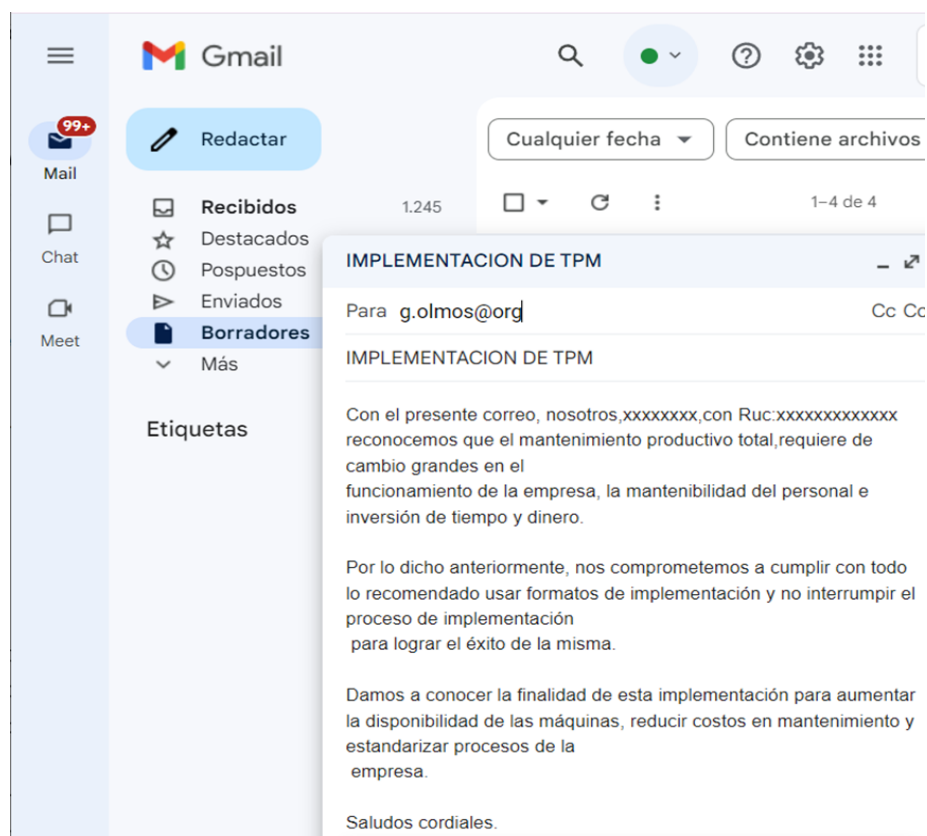 Gmail
99+
Redactar
Cualquier fecha
Contiene archivos
Mail
Recibidos 1.245
1–4 de 4
Destacados
Chat
Pospuestos
Enviados
Meet
Borradores
Más
Etiquetas
IMPLEMENTACION DE TPM
Para g.olmos@org Cc Cc
IMPLEMENTACION DE TPM
Con el presente correo, nosotros,xxxxxxxx,con Ruc:xxxxxxxxxxxxx
reconocemos que el mantenimiento productivo total,requiere de
cambio grandes en el
funcionamiento de la empresa, la mantenibilidad del personal e
inversión de tiempo y dinero.
Por lo dicho anteriormente, nos comprometemos a cumplir con todo
lo recomendado usar formatos de implementación y no interrumpir el
proceso de implementación
para lograr el éxito de la misma.
Damos a conocer la finalidad de esta implementación para aumentar
la disponibilidad de las máquinas, reducir costos en mantenimiento y
estandarizar procesos de la
empresa.
Saludos cordiales.